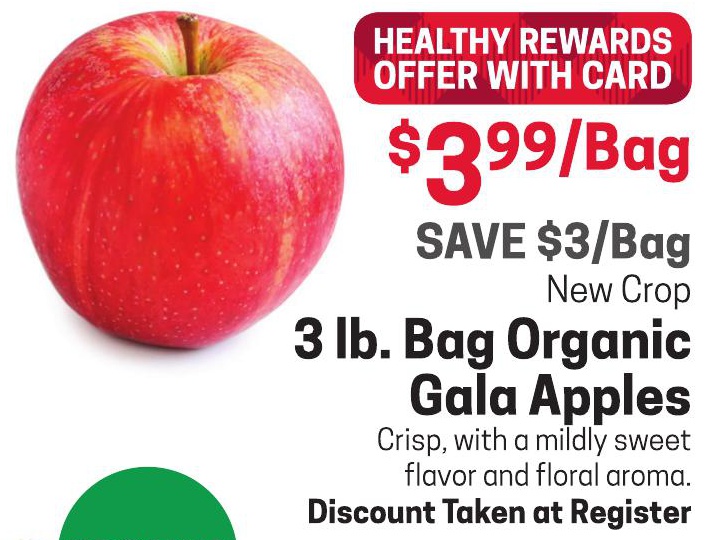 HEALTHY REWARDS
OFFER WITH CARD
$3 99/Bag
SAVE $3/Bag
New Crop
3 lb. Bag Organic
Gala Apples
Crisp, with a mildly sweet
flavor and floral aroma.
Discount Taken at Register